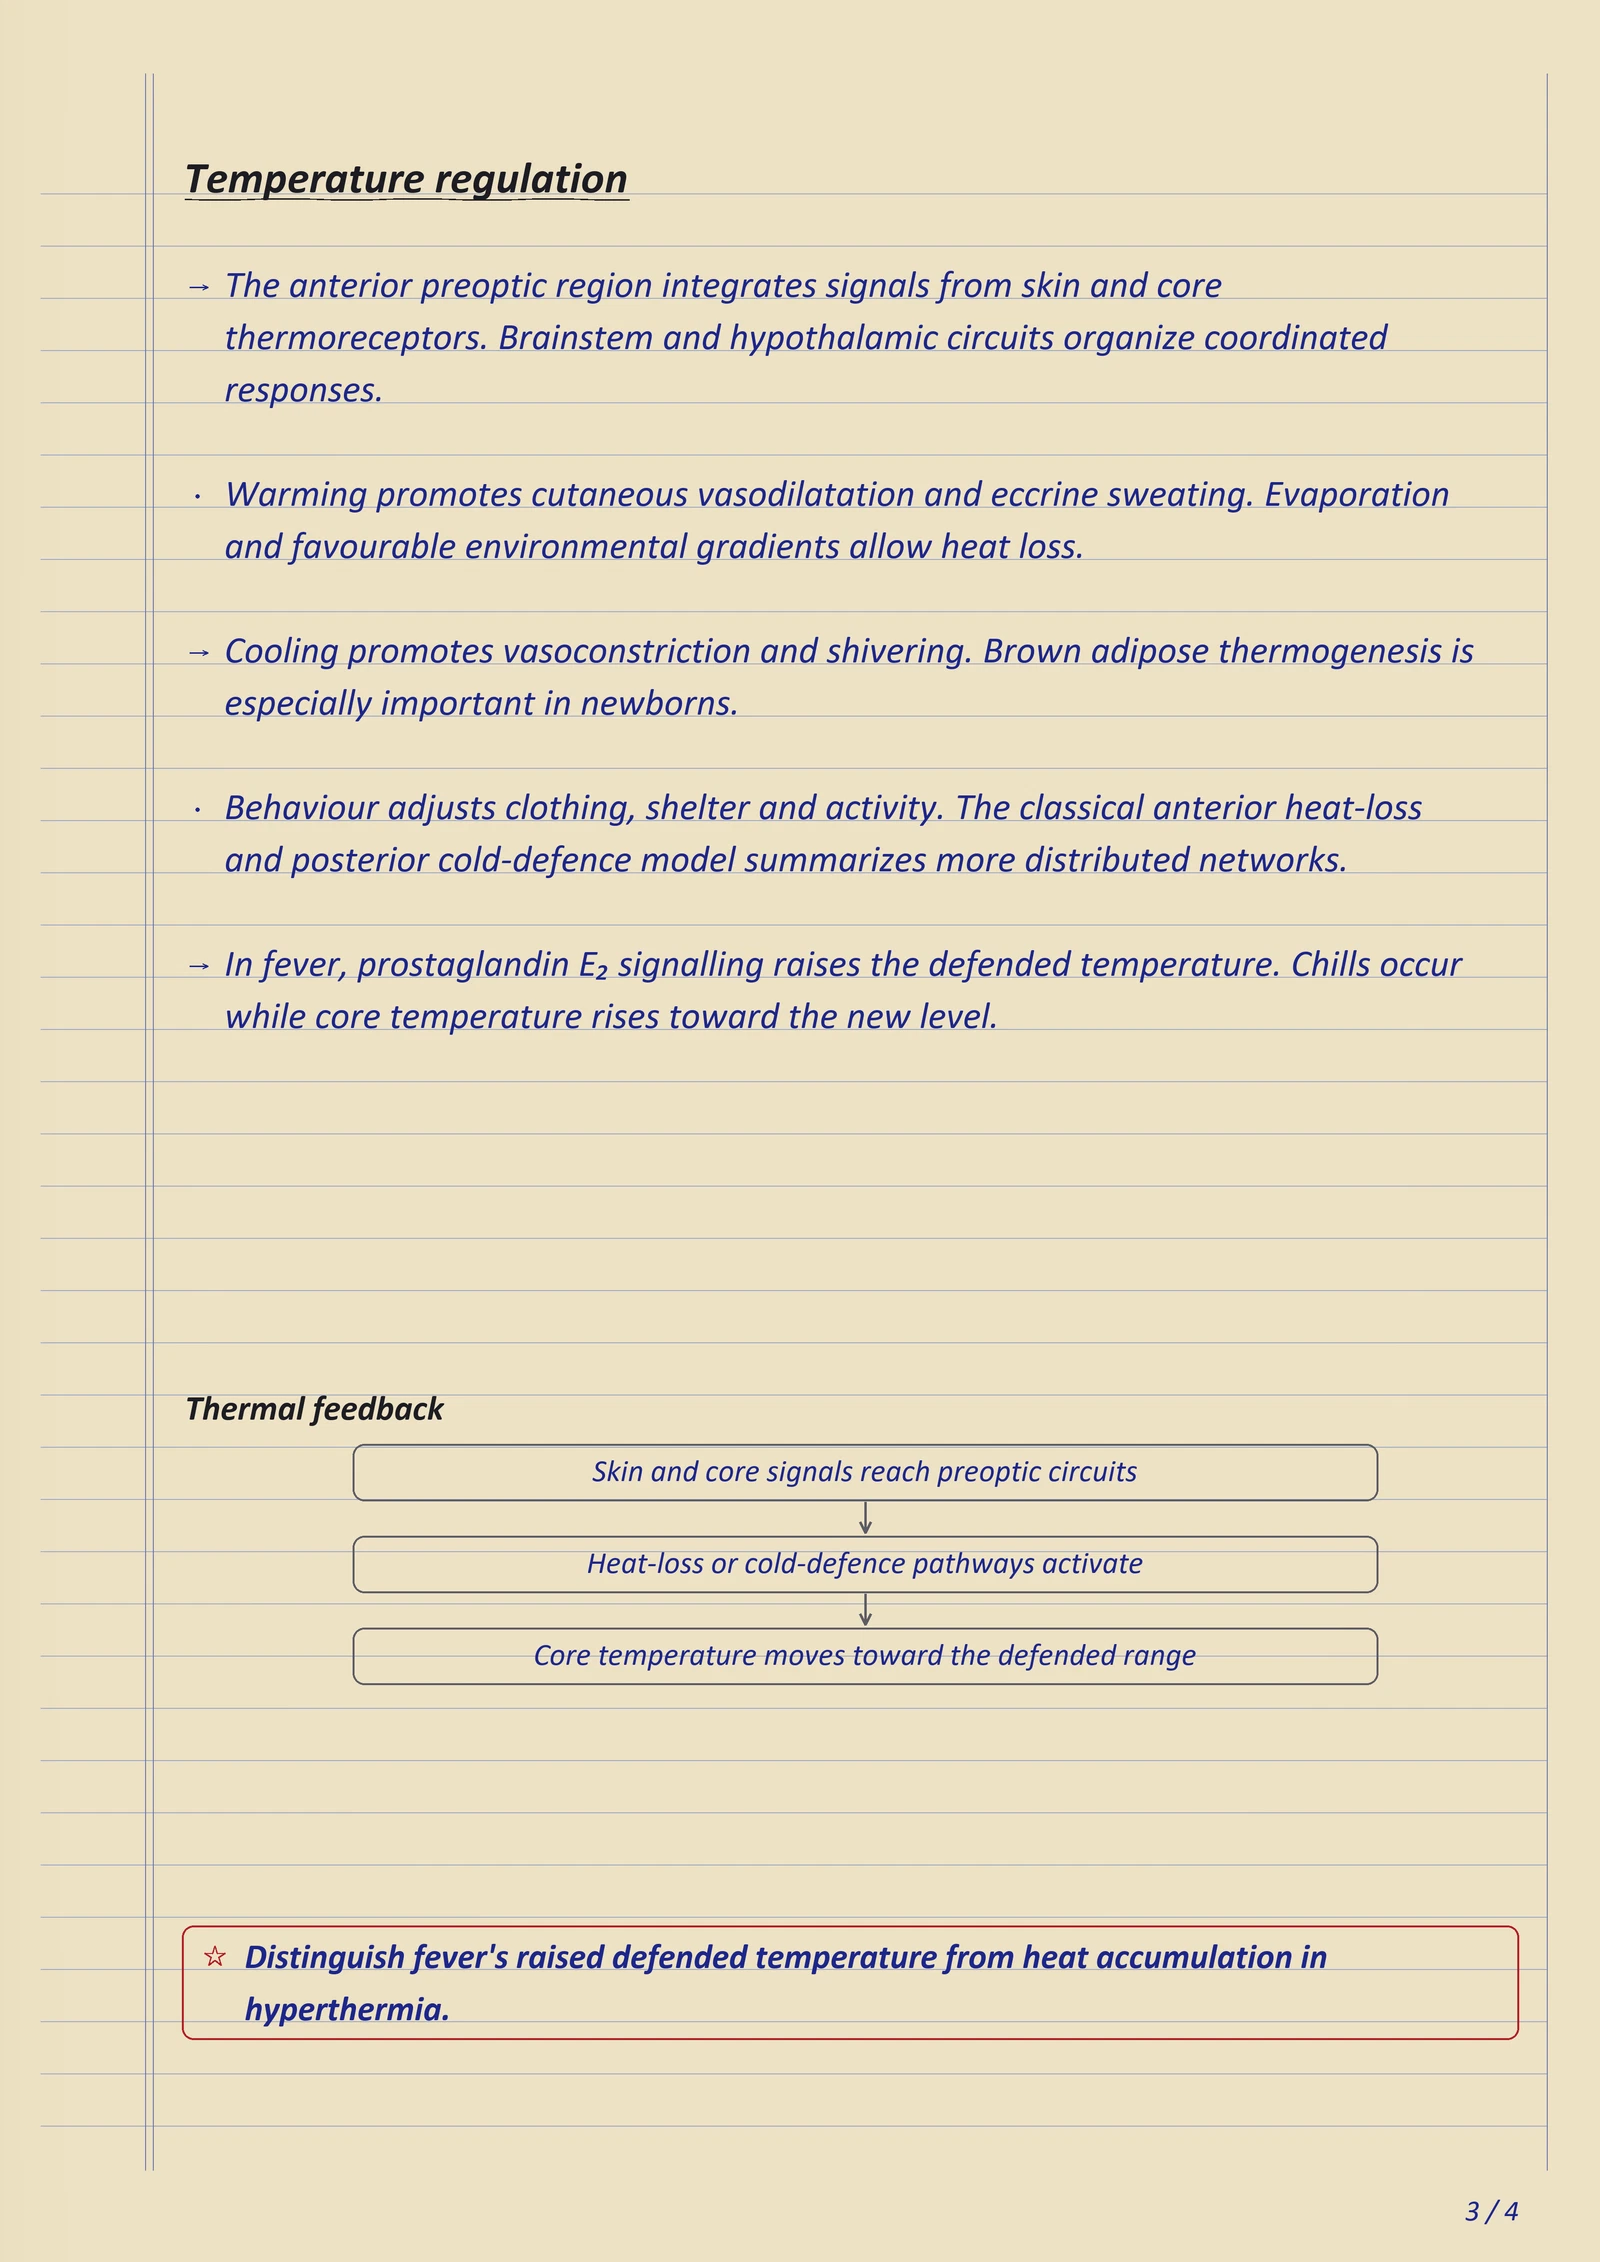 Temperature regulation
→ The anterior preoptic region integrates signals from skin and core
thermoreceptors. Brainstem and hypothalamic circuits organize coordinated
responses.
· Warming promotes cutaneous vasodilatation and eccrine sweating. Evaporation
and favourable environmental gradients allow heat loss.
→ Cooling promotes vasoconstriction and shivering. Brown adipose thermogenesis is
especially important in newborns.
· Behaviour adjusts clothing, shelter and activity. The classical anterior heat-loss
and posterior cold-defence model summarizes more distributed networks.
→ In fever, prostaglandin E₂ signalling raises the defended temperature. Chills occur
while core temperature rises toward the new level.
Thermal feedback
Skin and core signals reach preoptic circuits
Heat-loss or cold-defence pathways activate
Core temperature moves toward the defended range
☆ Distinguish fever's raised defended temperature from heat accumulation in
hyperthermia.
3 / 4